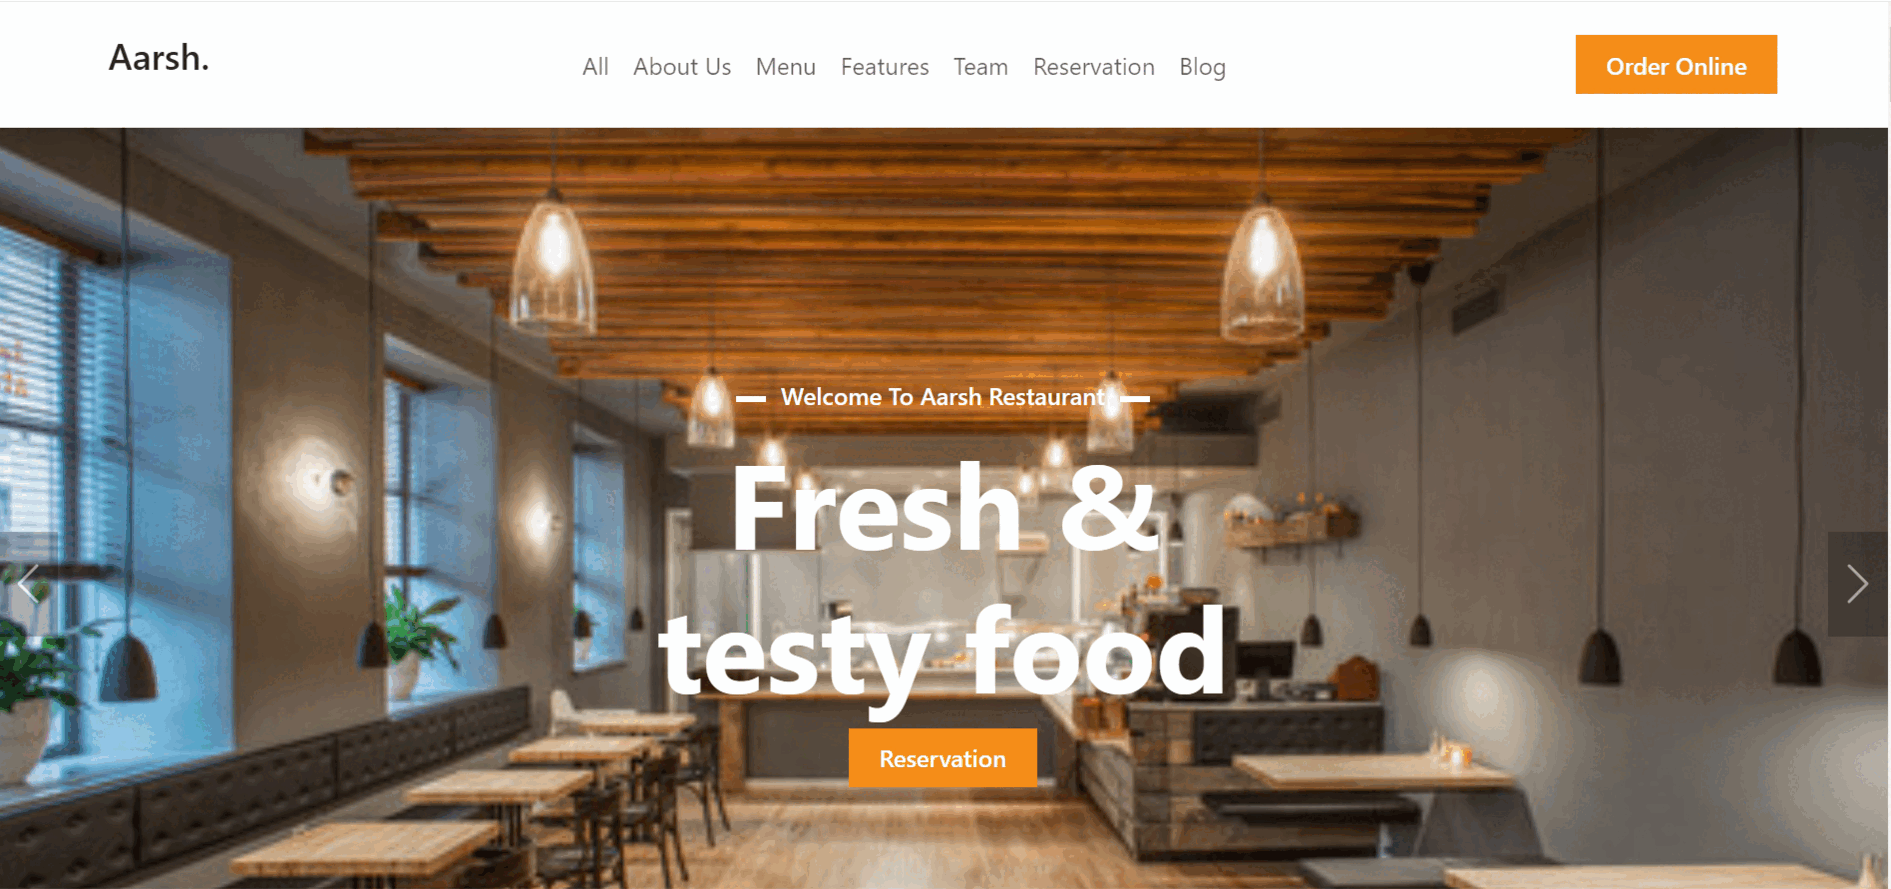 Aarsh.
All About Us Menu Features Team Reservation Blog
Order Online
Welcome To Aarsh Restaurant
Fresh &
testy food
Reservation